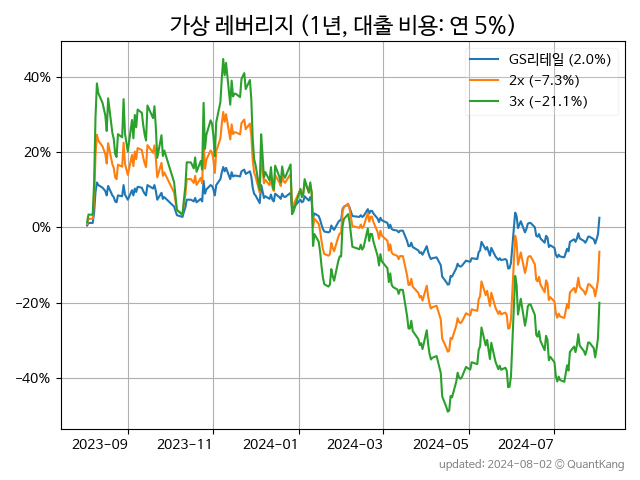 가상 레버리지 (1년, 대출 비용: 연 5%)
GS리테일 (2.0%)
2x (−7.3%)
3x (−21.1%)
40%
20%
0%
−20%
−40%
2023-09 2023-11 2024-01 2024-03 2024-05 2024-07
updated: 2024-08-02 © QuantKang